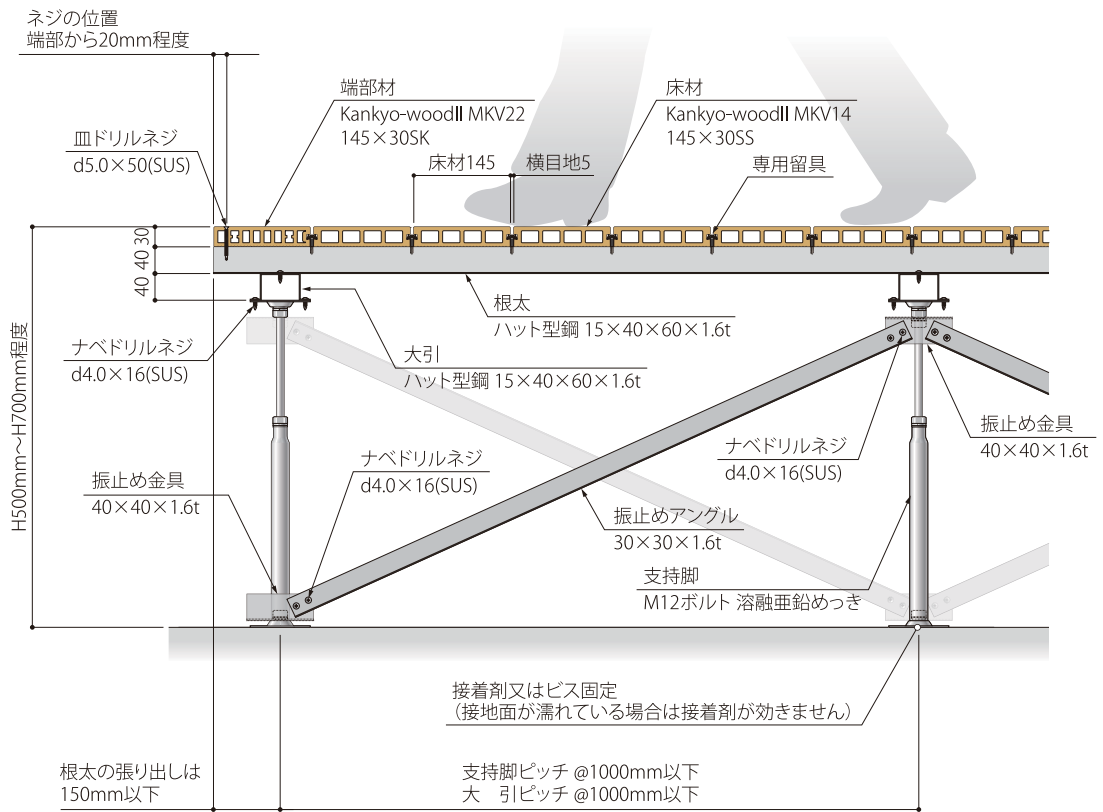 ネジの位置
端部から20mm程度
端部材
Kankyo-woodⅡ MKV22
145×30SK
床材
Kankyo-woodⅡ MKV14
145×30SS
皿ドリルネジ
d5.0×50(SUS)
床材145
横目地5
専用留具
30
40
40
根太
ハット型鋼 15×40×60×1.6t
大引
ハット型鋼 15×40×60×1.6t
ナベドリルネジ
d4.0×16(SUS)
H500mm～H700mm程度
振止め金具
40×40×1.6t
ナベドリルネジ
d4.0×16(SUS)
ナベドリルネジ
d4.0×16(SUS)
振止め金具
40×40×1.6t
振止めアングル
30×30×1.6t
支持脚
M12ボルト 溶融亜鉛めっき
接着剤又はビス固定
（接地面が濡れている場合は接着剤が効きません）
根太の張り出しは
150mm以下
支持脚ピッチ @1000mm以下
大　引ピッチ @1000mm以下